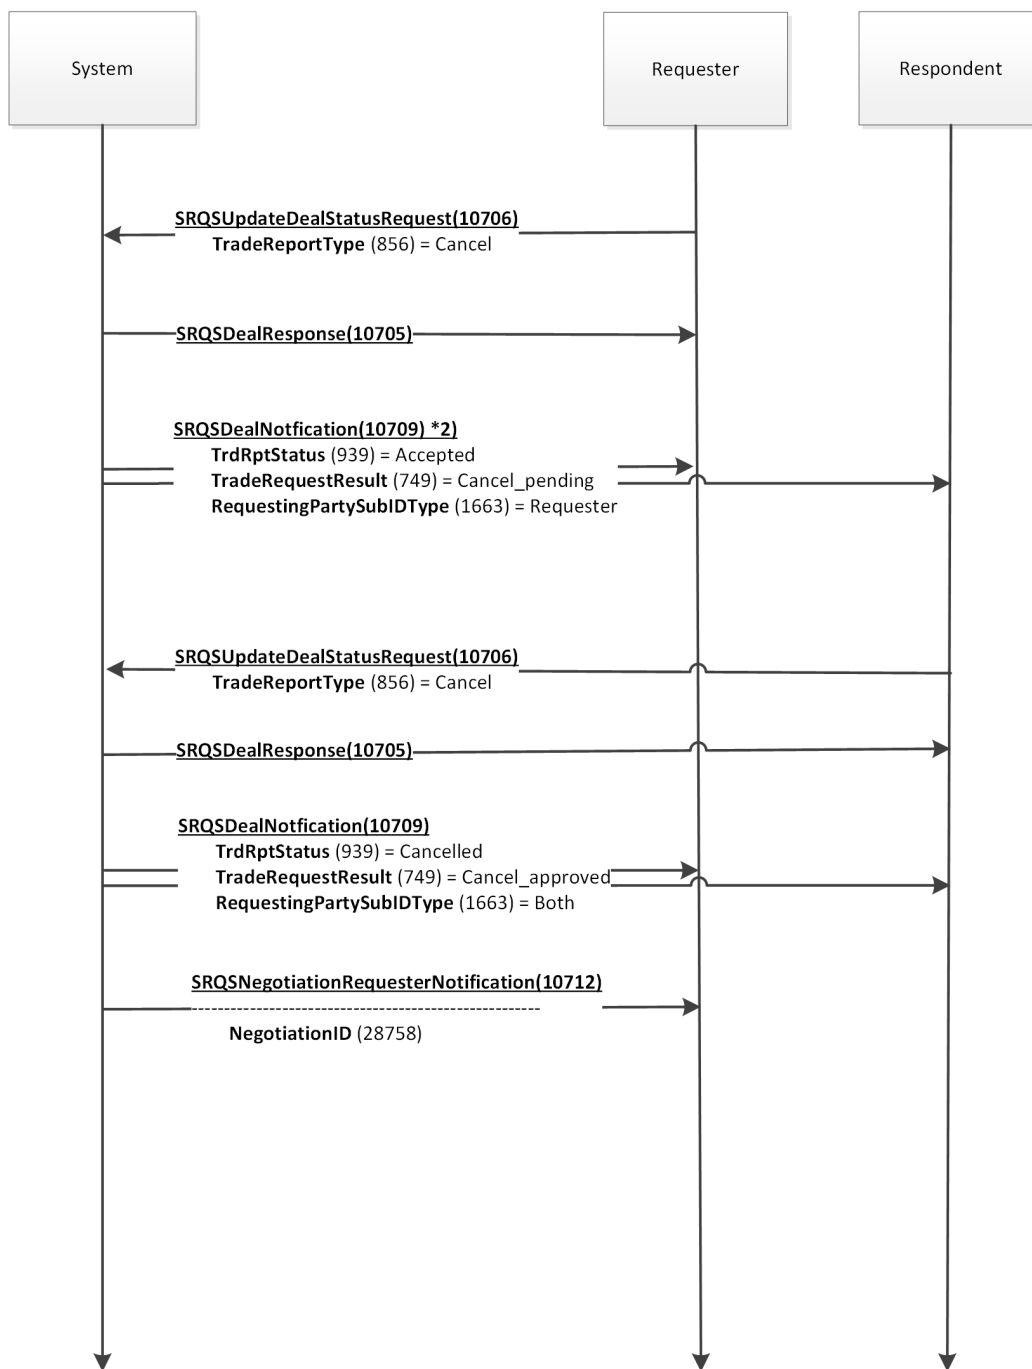 System
Requester
Respondent
SRQSUpdateDealStatusRequest(10706)
TradeReportType (856) = Cancel
SRQSDealResponse(10705)
SRQSDealNotfication(10709) *2)
TrdRptStatus (939) = Accepted
TradeRequestResult (749) = Cancel_pending
RequestingPartySubIDType (1663) = Requester
SRQSUpdateDealStatusRequest(10706)
TradeReportType (856) = Cancel
SRQSDealResponse(10705)
SRQSDealNotfication(10709)
TrdRptStatus (939) = Cancelled
TradeRequestResult (749) = Cancel_approved
RequestingPartySubIDType (1663) = Both
SRQSNegotiationRequesterNotification(10712)
NegotiationID (28758)